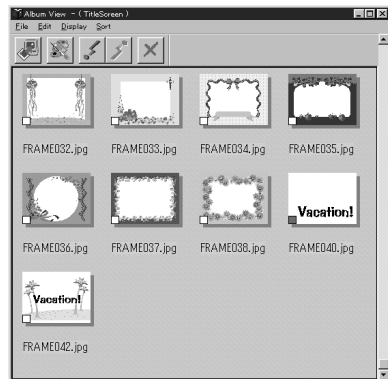 Album View - ( TitleScreen )
File Edit Display Sort
FRAME032.jpg FRAME033.jpg FRAME034.jpg FRAME035.jpg
Vacation!
FRAME036.jpg FRAME037.jpg FRAME038.jpg FRAME040.jpg
Vacation!
FRAME042.jpg